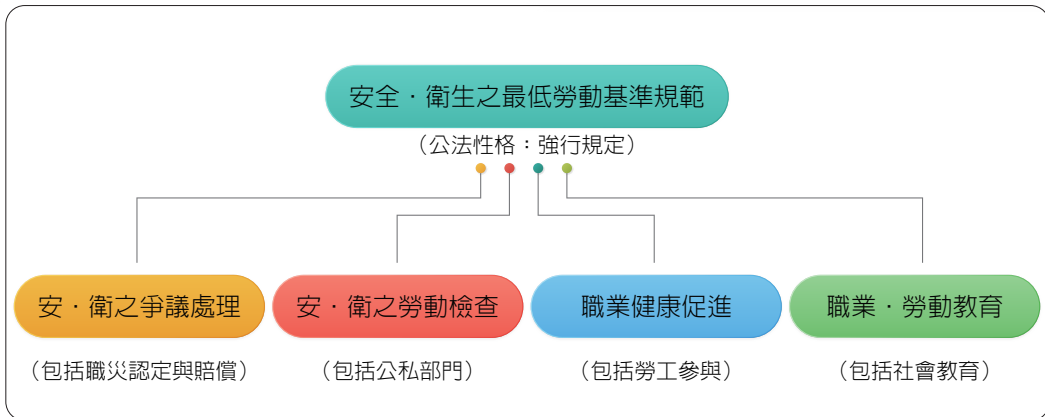 安全‧衛生之最低勞動基準規範
（公法性格：強行規定）
安‧衛之爭議處理
安‧衛之勞動檢查
職業健康促進
職業‧勞動教育
（包括職災認定與賠償）
（包括公私部門）
（包括勞工參與）
（包括社會教育）